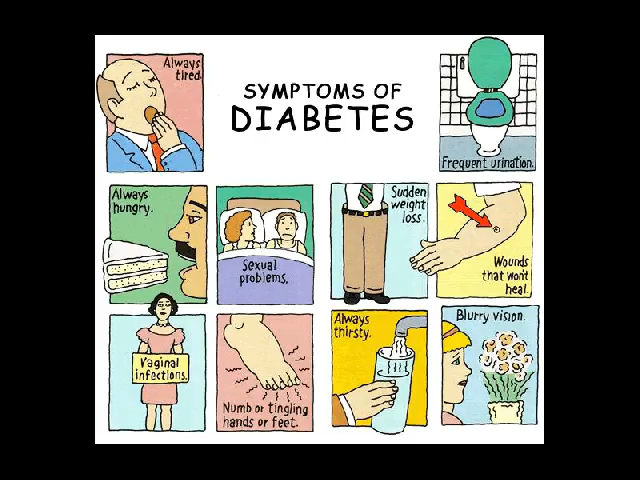 Always
tired.
SYMPTOMS OF
DIABETES
Frequent urination.
Always
hungry.
Sexual
problems.
Sudden
weight
loss.
Wounds
that won't
heal.
Vaginal
infections.
Numb or tingling
hands or feet.
Always
thirsty.
Blurry vision.